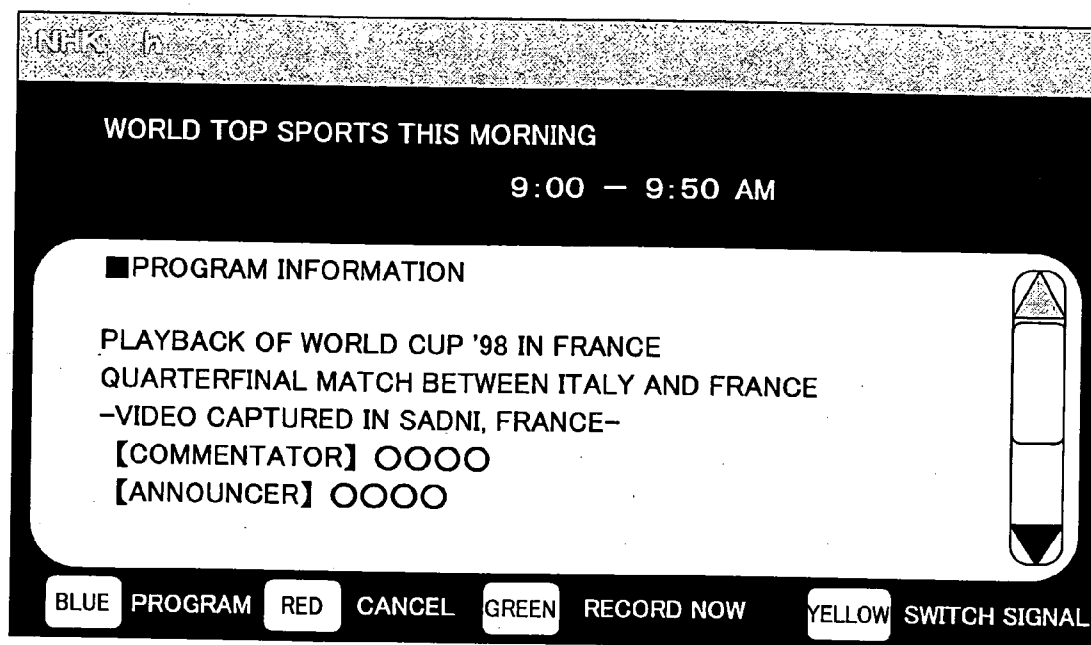 NHK h
WORLD TOP SPORTS THIS MORNING
9:00 — 9:50 AM
■PROGRAM INFORMATION
PLAYBACK OF WORLD CUP '98 IN FRANCE
QUARTERFINAL MATCH BETWEEN ITALY AND FRANCE
-VIDEO CAPTURED IN SADNI, FRANCE-
【COMMENTATOR】○○○○
【ANNOUNCER】○○○○
BLUE PROGRAM RED CANCEL GREEN RECORD NOW YELLOW SWITCH SIGNAL